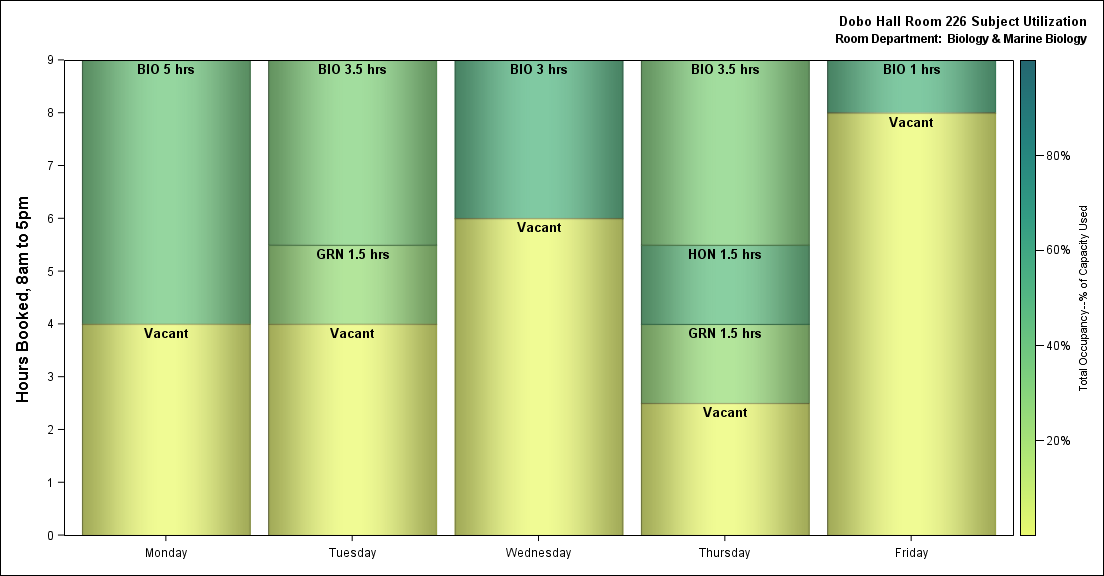 Dobo Hall Room 226 Subject Utilization
Room Department: Biology & Marine Biology
Hours Booked, 8am to 5pm
9
8
7
6
5
4
3
2
1
0
BIO 5 hrs
Vacant
BIO 3.5 hrs
GRN 1.5 hrs
Vacant
BIO 3 hrs
Vacant
BIO 3.5 hrs
HON 1.5 hrs
GRN 1.5 hrs
Vacant
BIO 1 hrs
Vacant
Monday
Tuesday
Wednesday
Thursday
Friday
80%
60%
40%
20%
Total Occupancy--% of Capacity Used